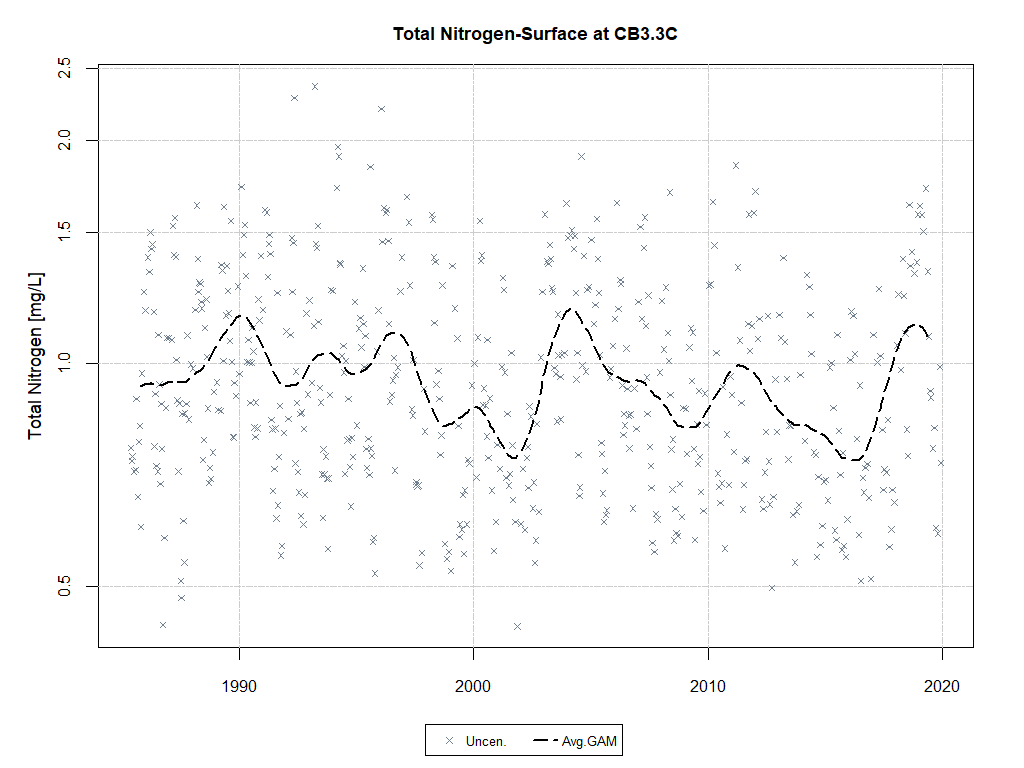 Total Nitrogen-Surface at CB3.3C
Total Nitrogen [mg/L]
2.5
2.0
1.5
1.0
0.5
1990 2000 2010 2020
Uncen. Avg.GAM